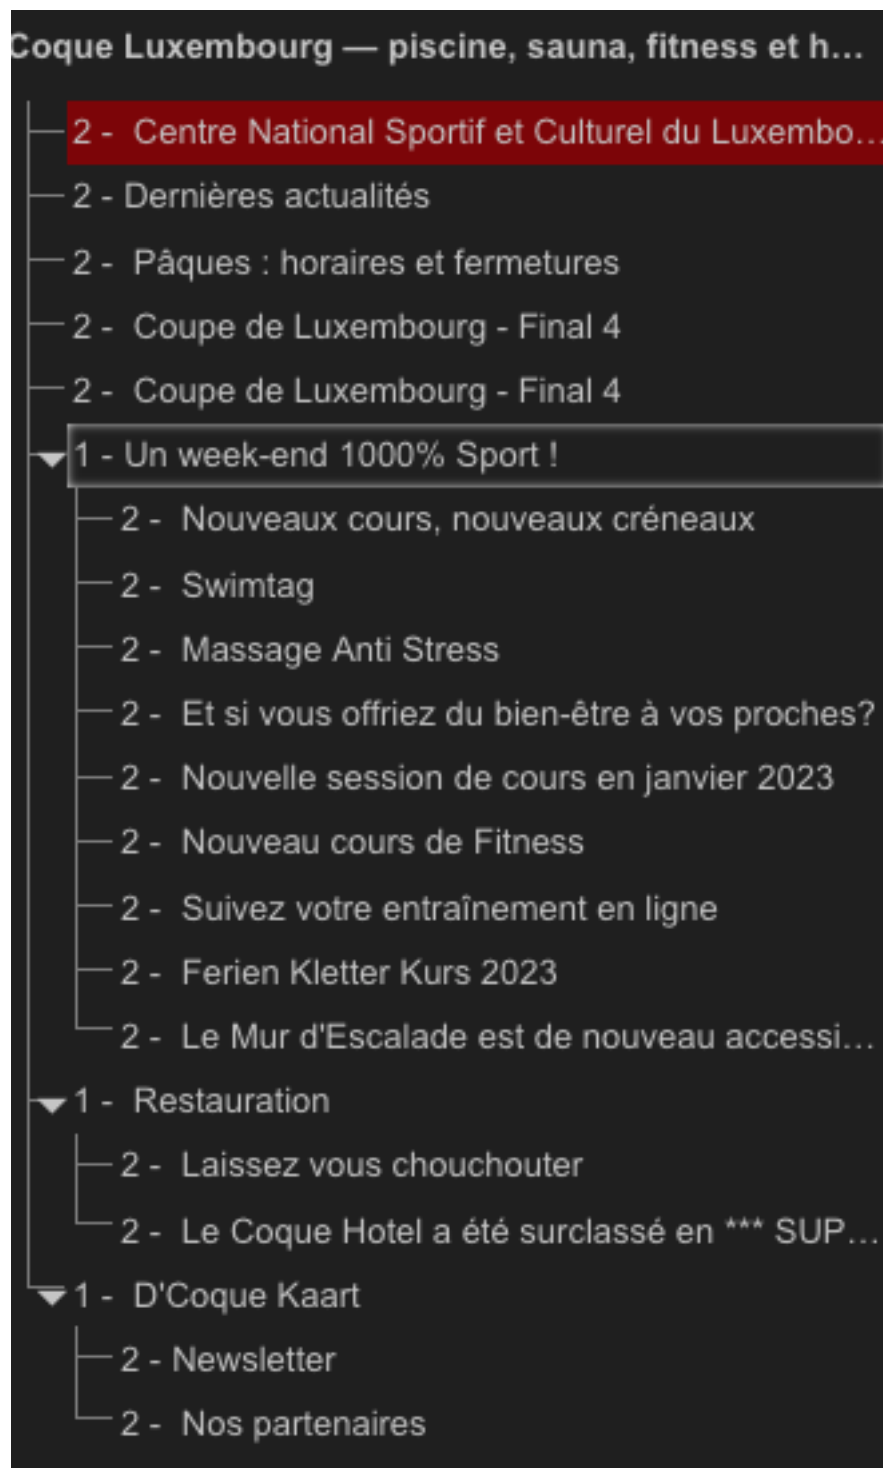 Coque Luxembourg — piscine, sauna, fitness et h…
2 - Centre National Sportif et Culturel du Luxembo…
2 - Dernières actualités
2 - Pâques : horaires et fermetures
2 - Coupe de Luxembourg - Final 4
2 - Coupe de Luxembourg - Final 4
1 - Un week-end 1000% Sport !
2 - Nouveaux cours, nouveaux créneaux
2 - Swimtag
2 - Massage Anti Stress
2 - Et si vous offriez du bien-être à vos proches?
2 - Nouvelle session de cours en janvier 2023
2 - Nouveau cours de Fitness
2 - Suivez votre entraînement en ligne
2 - Ferien Kletter Kurs 2023
2 - Le Mur d'Escalade est de nouveau accessi…
1 - Restauration
2 - Laissez vous chouchouter
2 - Le Coque Hotel a été surclassé en *** SUP…
1 - D'Coque Kaart
2 - Newsletter
2 - Nos partenaires